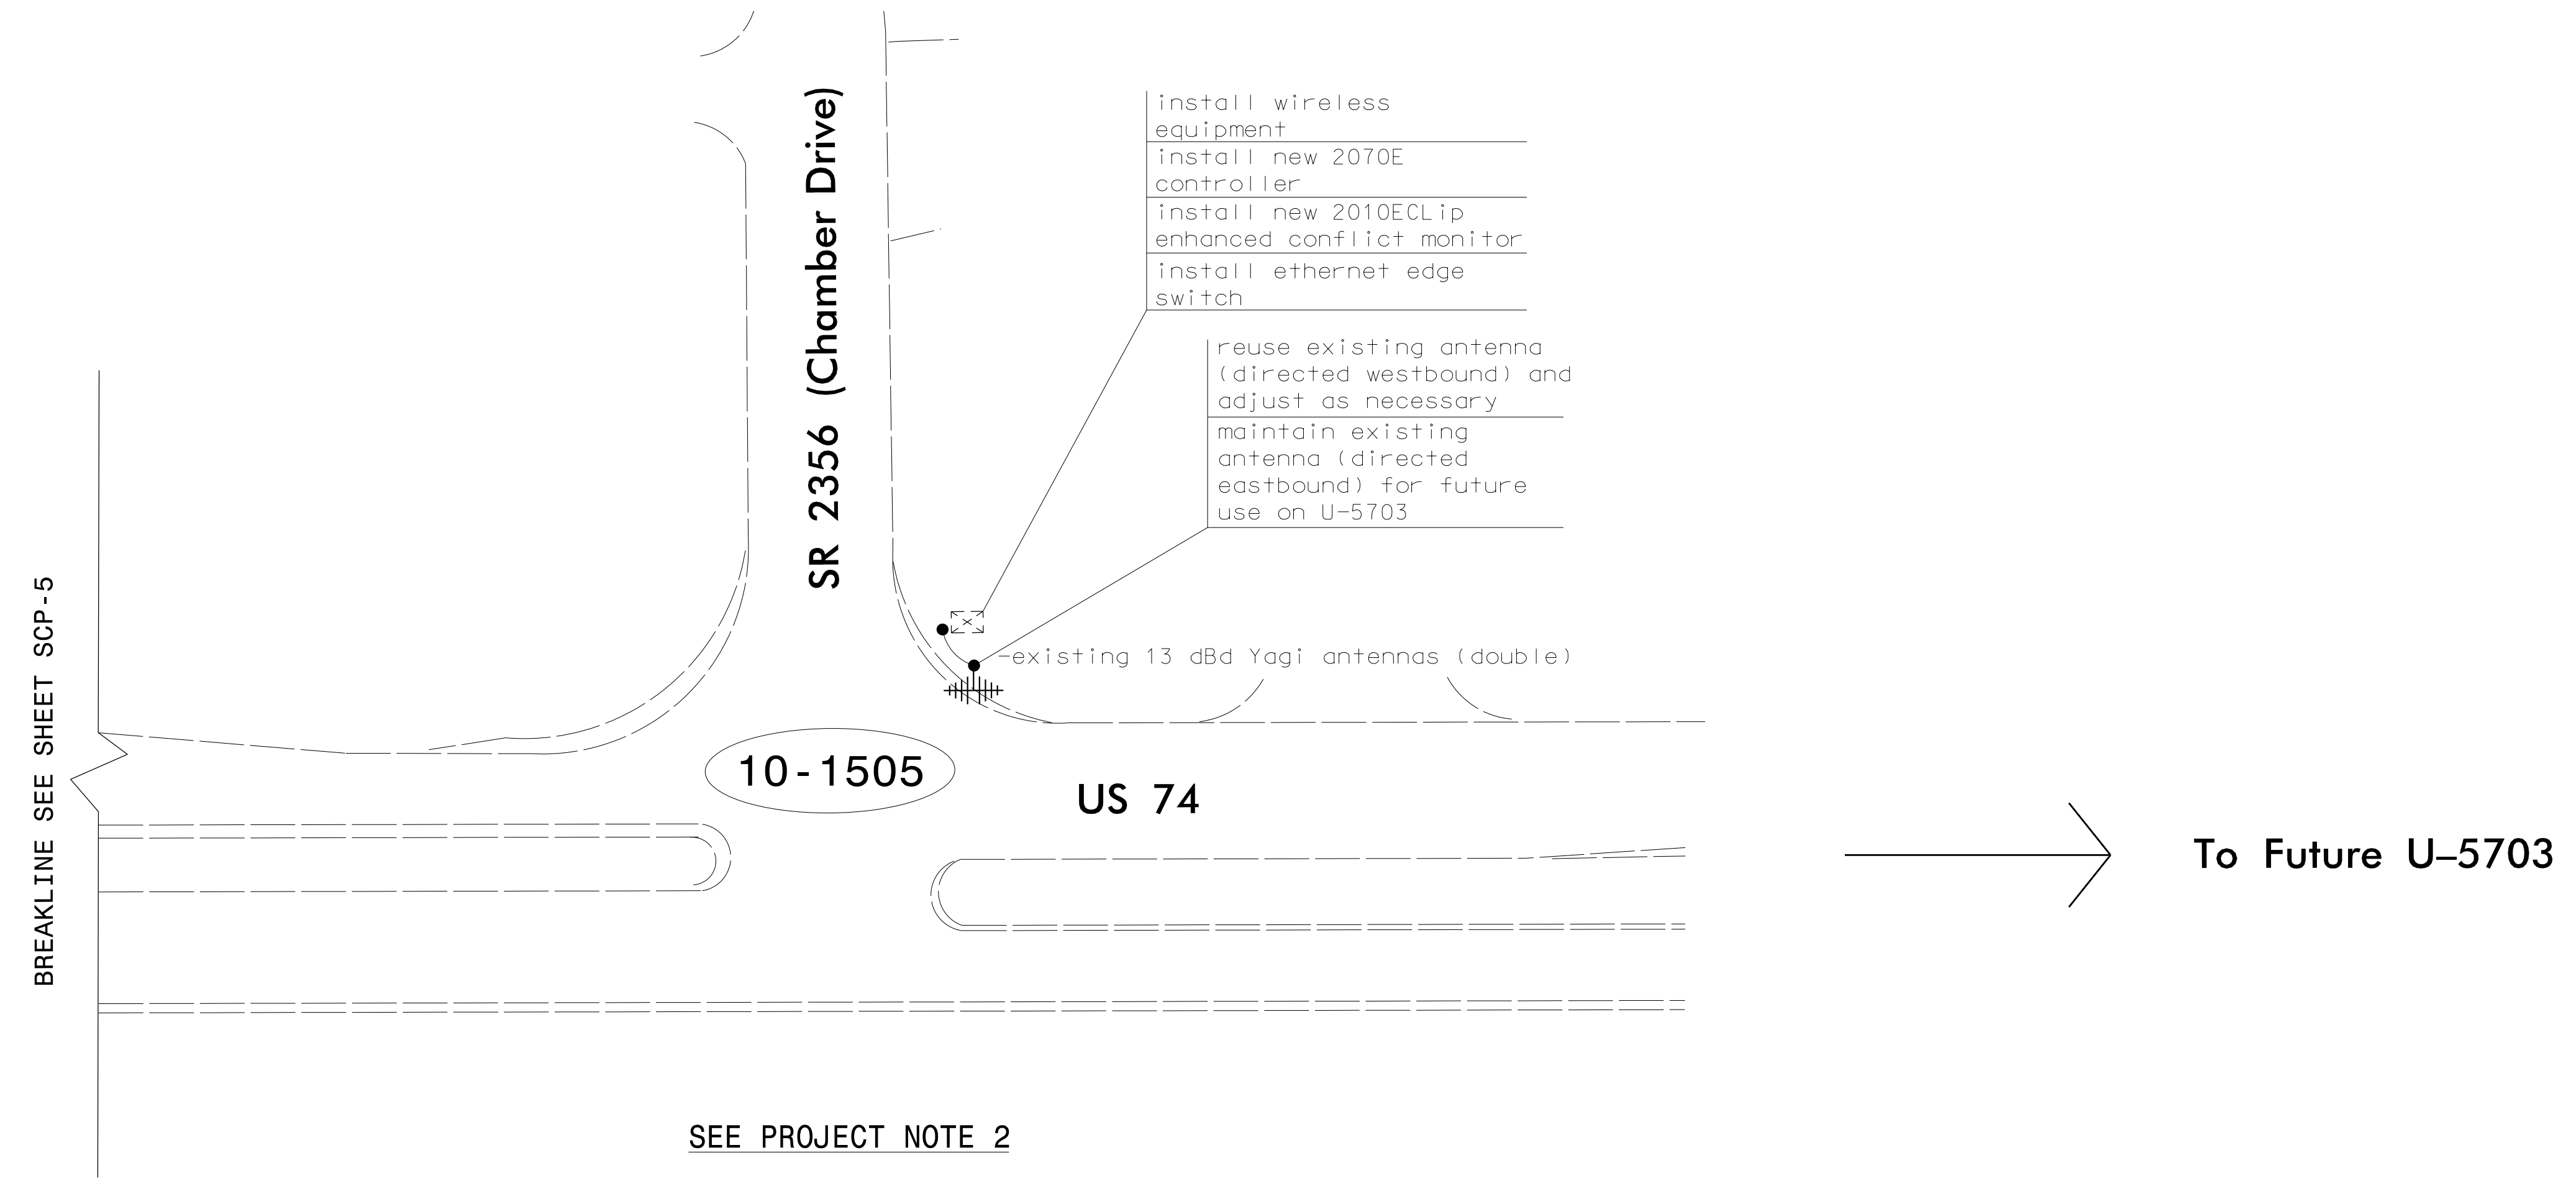 SR 2356 (Chamber Drive)
install wireless
equipment
install new 2070E
controller
install new 2010ECLip
enhanced conflict monitor
install ethernet edge
switch
reuse existing antenna
(directed westbound) and
adjust as necessary
maintain existing
antenna (directed
eastbound) for future
use on U-5703
existing 13 dBd Yagi antennas (double)
BREAKLINE SEE SHEET SCP-5
10-1505
US 74
To Future U-5703
SEE PROJECT NOTE 2